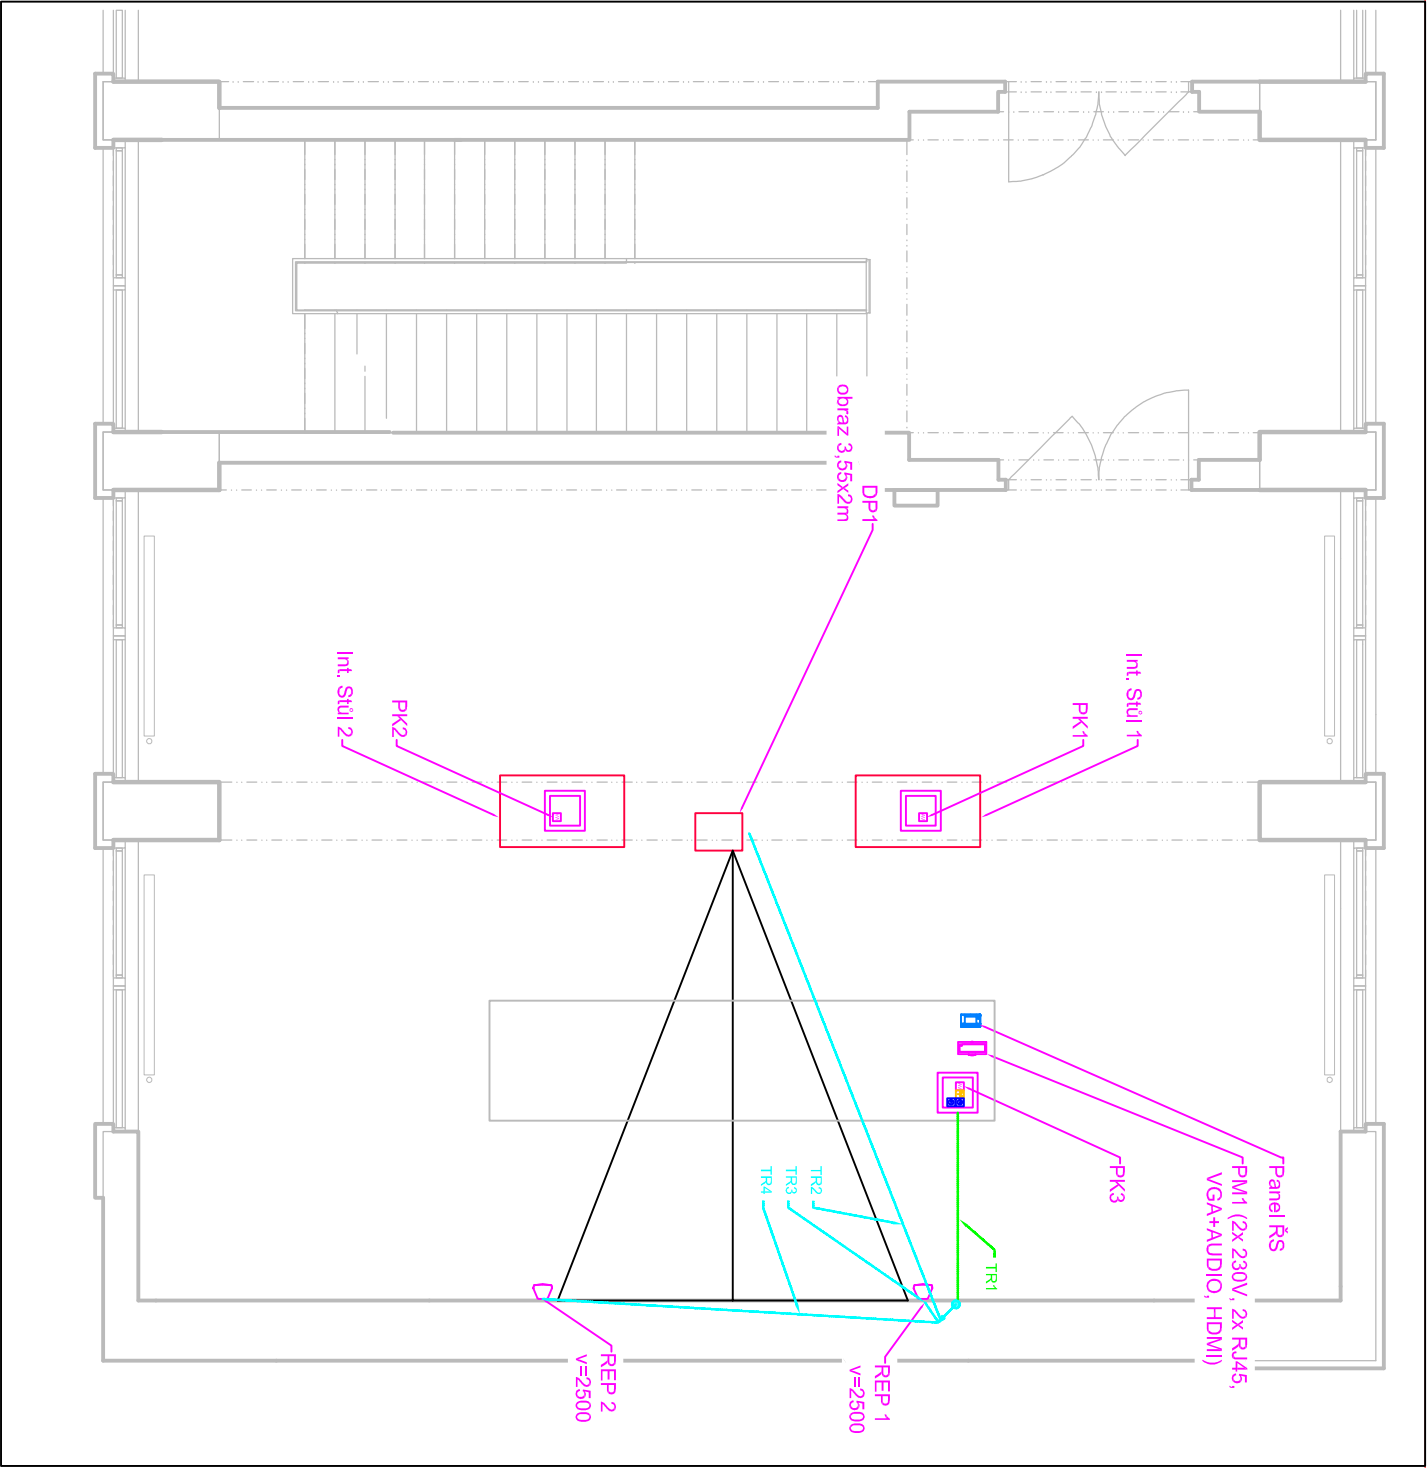 DP1
obraz 3,55x2m
Int. Stůl 1
PK1
PK2
Int. Stůl 2
Panel ŘS
PM1 (2x 230V, 2x RJ45,
VGA+AUDIO, HDMI)
PK3
TR1
TR2
TR3
TR4
REP 1
v=2500
REP 2
v=2500